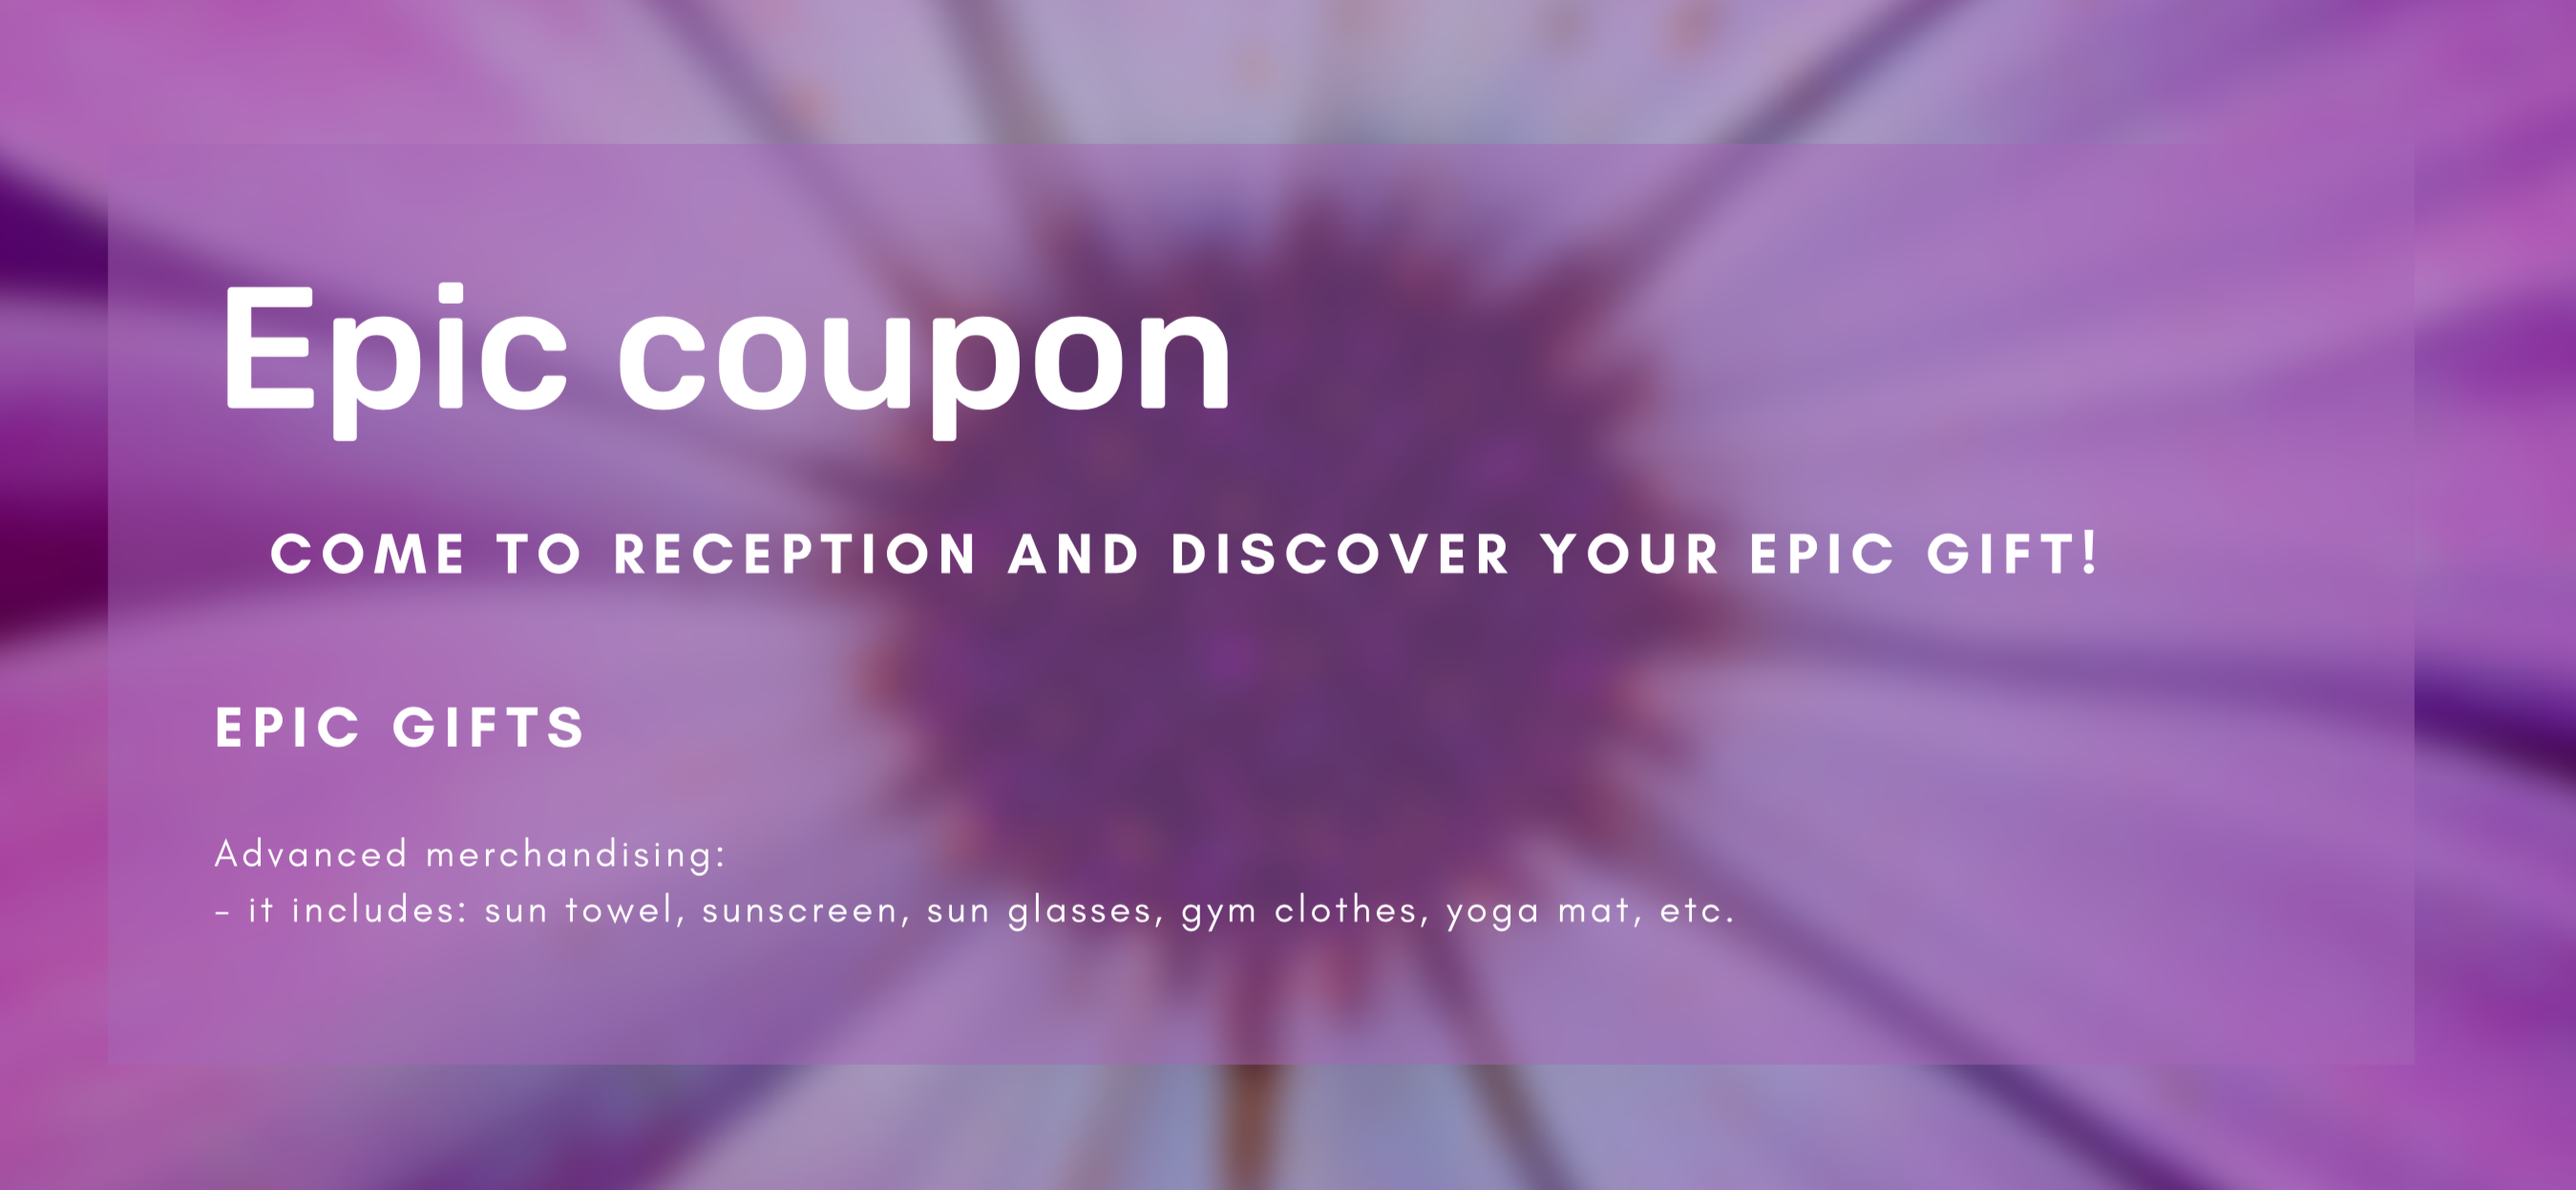 Epic coupon
COME TO RECEPTION AND DISCOVER YOUR EPIC GIFT!
EPIC GIFTS
Advanced merchandising:
- it includes: sun towel, sunscreen, sun glasses, gym clothes, yoga mat, etc.